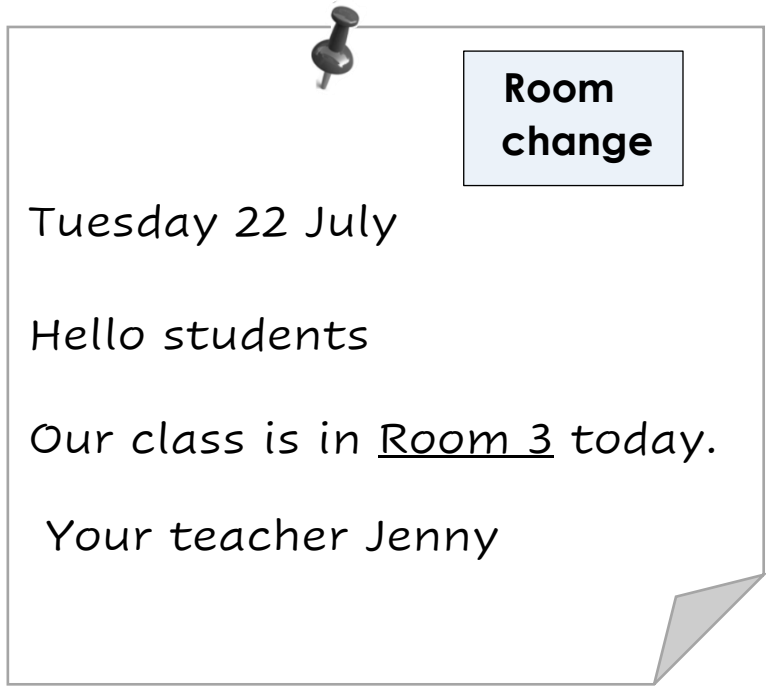 Room
change
Tuesday 22 July
Hello students
Our class is in Room 3 today.
Your teacher Jenny